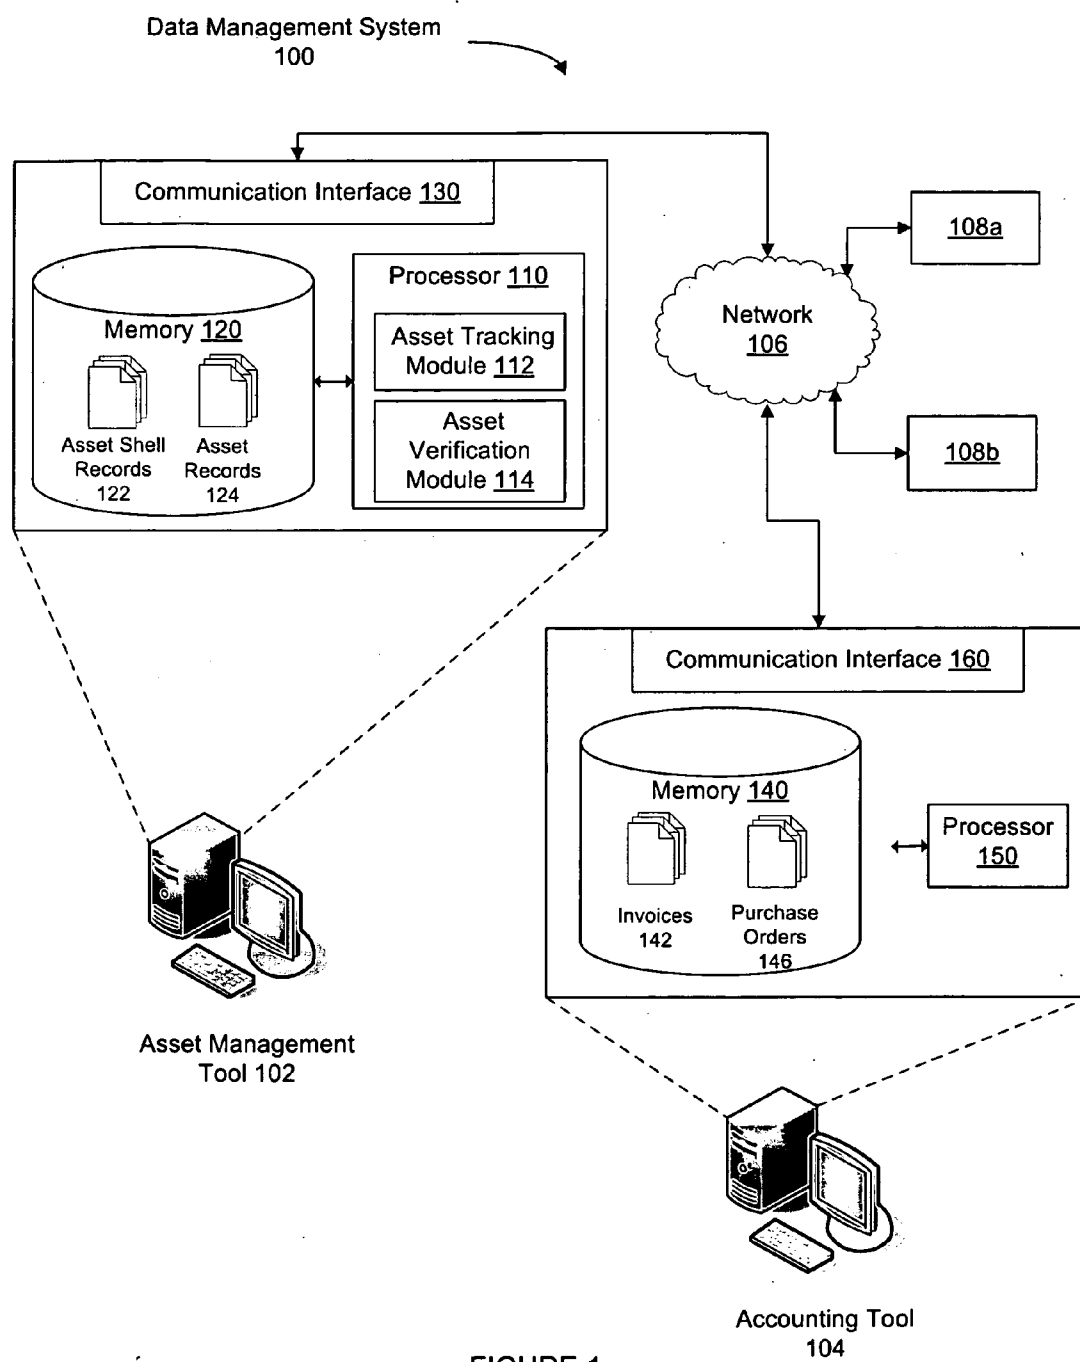 Data Management System
100
Communication Interface 130
Processor 110
Memory 120
Asset Tracking
Module 112
Asset Shell
Records
122
Asset
Records
124
Asset
Verification
Module 114
Network
106
108a
108b
Communication Interface 160
Memory 140
Invoices
142
Purchase
Orders
146
Processor
150
Asset Management
Tool 102
Accounting Tool
104
FIGURE 1